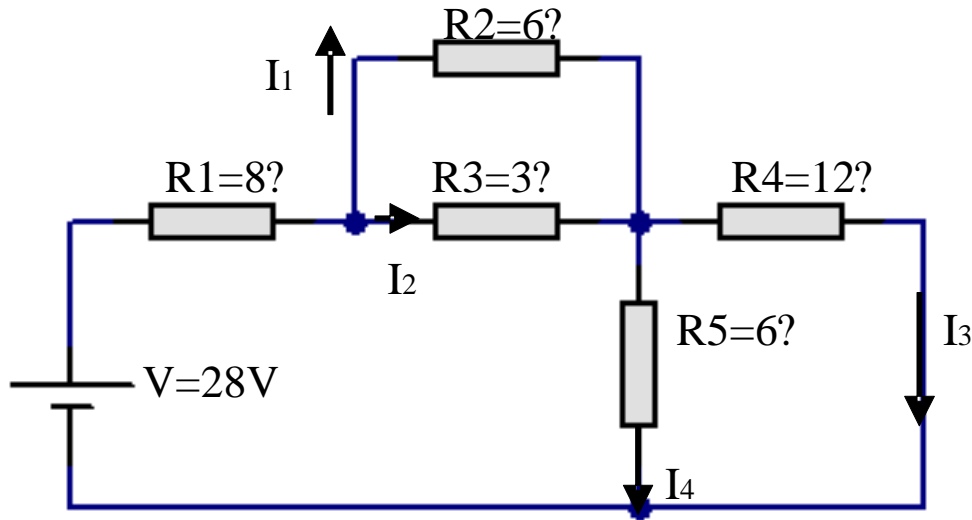 R2=6?
I1
R1=8?
R3=3?
R4=12?
I2
R5=6?
I3
V=28V
I4